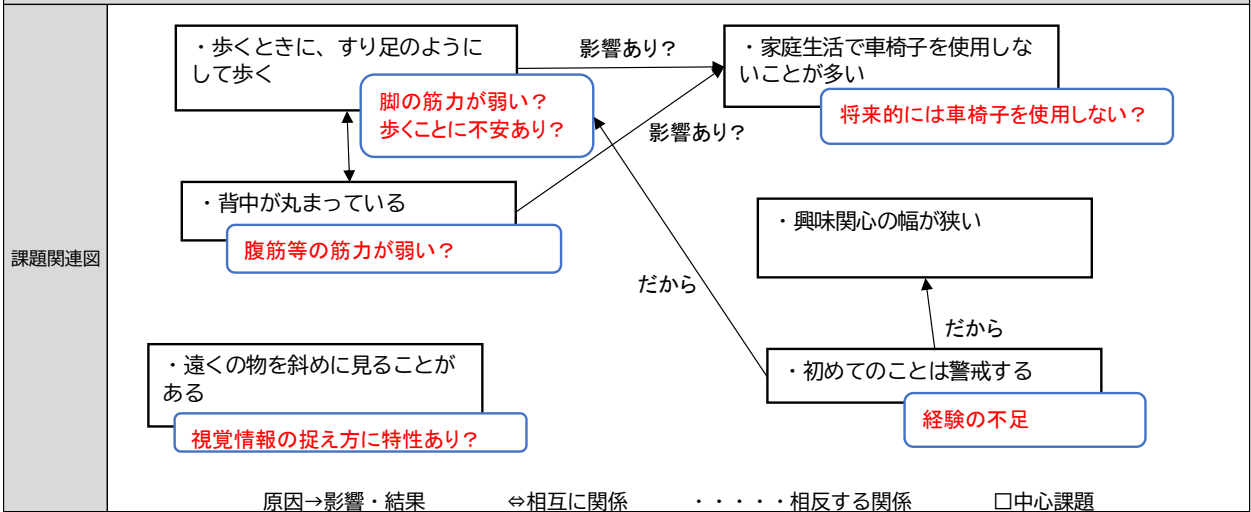 課題関連図
・歩くときに、すり足のように
して歩く
脚の筋力が弱い？
歩くことに不安あり？
影響あり？
・家庭生活で車椅子を使用しな
いことが多い
将来的には車椅子を使用しない？
影響あり？
・背中が丸まっている
腹筋等の筋力が弱い？
・興味関心の幅が狭い
だから
だから
・遠くの物を斜めに見ることが
ある
視覚情報の捉え方に特性あり？
・初めてのことは警戒する
経験の不足
原因→影響・結果　⇔相互に関係　・・・・・相反する関係　□中心課題